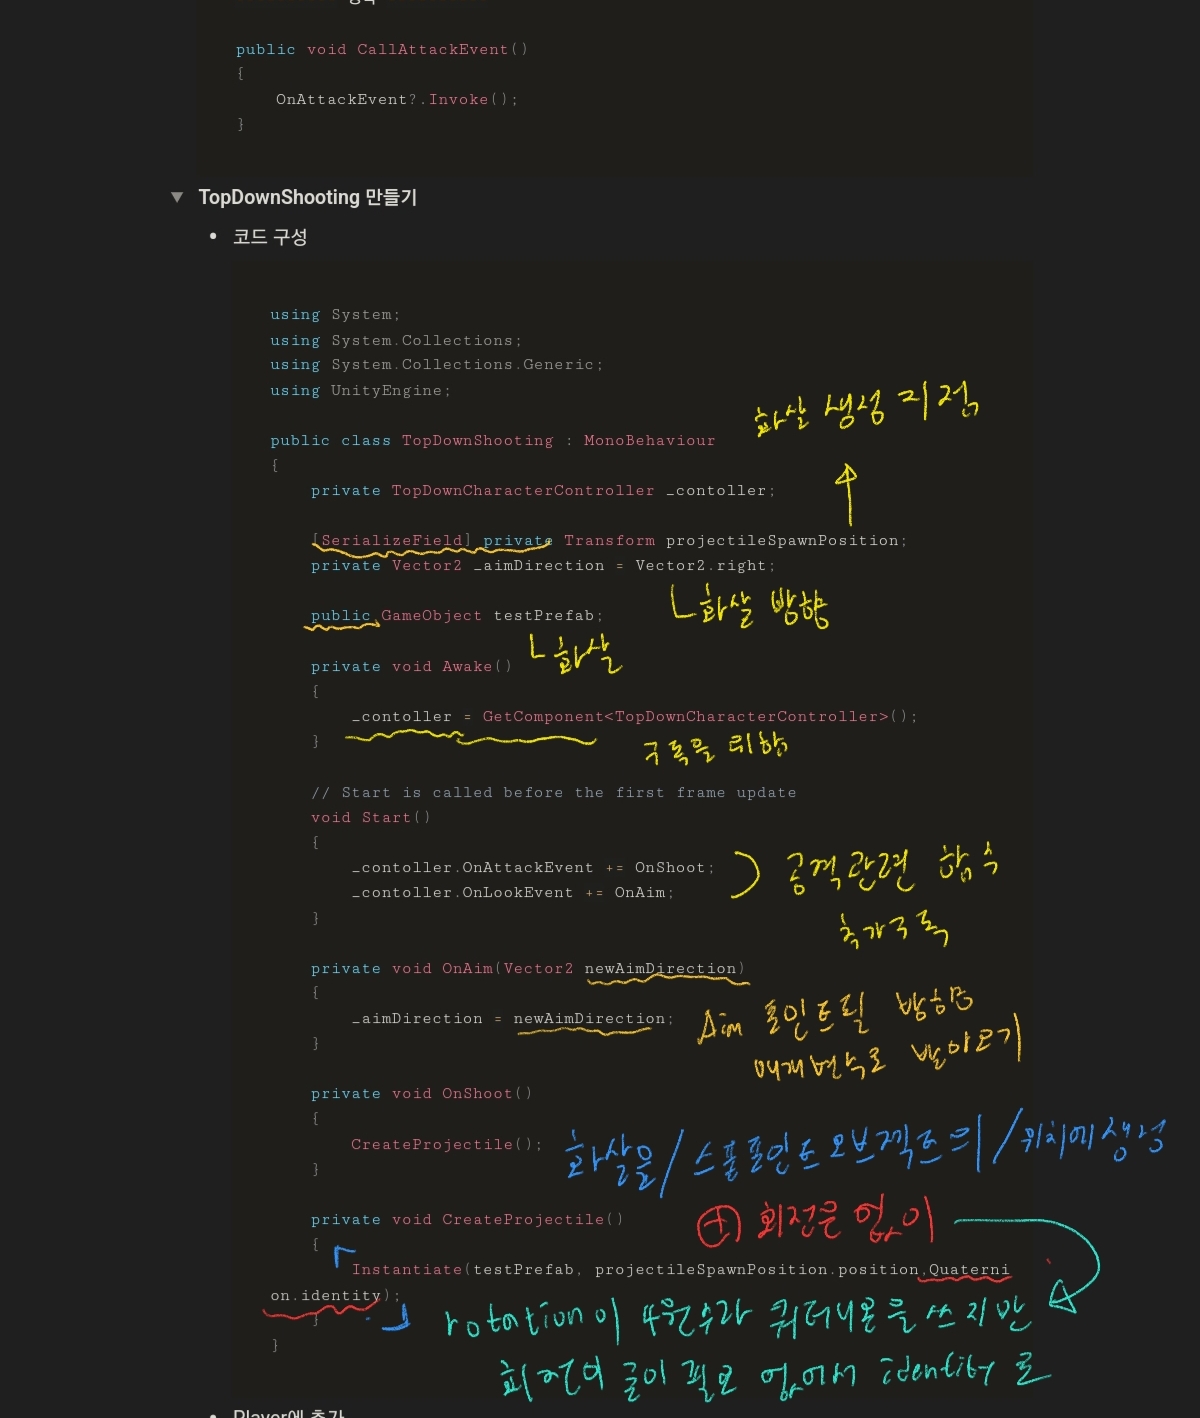 public void CallAttackEvent()
{
OnAttackEvent?.Invoke();
}
TopDownShooting 만들기
• 코드 구성
using System;
using System.Collections;
using System.Collections.Generic;
using UnityEngine;
화살 생성 지점
public class TopDownShooting : MonoBehaviour
{
private TopDownCharacterController _contoller;
[SerializeField] private Transform projectileSpawnPosition;
private Vector2 _aimDirection = Vector2.right;
화살 방향
public GameObject testPrefab;
화살
private void Awake()
{
_contoller = GetComponent<TopDownCharacterController>();
}
구독을 위함
// Start is called before the first frame update
void Start()
{
_contoller.OnAttackEvent += OnShoot;
_contoller.OnLookEvent += OnAim;
}
공격관련 함수
추가구독
private void OnAim(Vector2 newAimDirection)
{
_aimDirection = newAimDirection;
}
Aim 포인트될 방향
매개변수로 받아오기
private void OnShoot()
{
CreateProjectile();
}
화살을/스폰포인트 오브젝트의/위치에 생성
private void CreateProjectile()
⊕ 회전은 없이
{
Instantiate(testPrefab, projectileSpawnPosition.position,Quaterni
on.identity);
}
rotation이 4원수라 쿼터니온을 쓰지만
회전이 굳이 필요 없어서 identity로
}
• Player에 추가